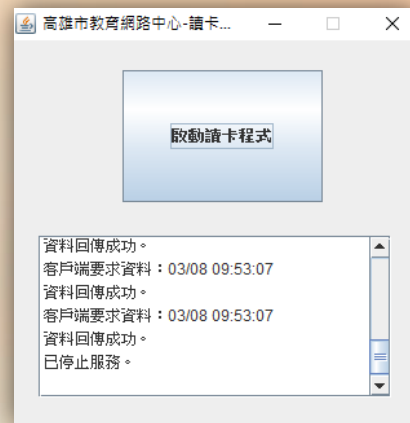 高雄市教育網路中心-讀卡...
啟動讀卡程式
資料回傳成功。
客戶端要求資料：03/08 09:53:07
資料回傳成功。
客戶端要求資料：03/08 09:53:07
資料回傳成功。
已停止服務。